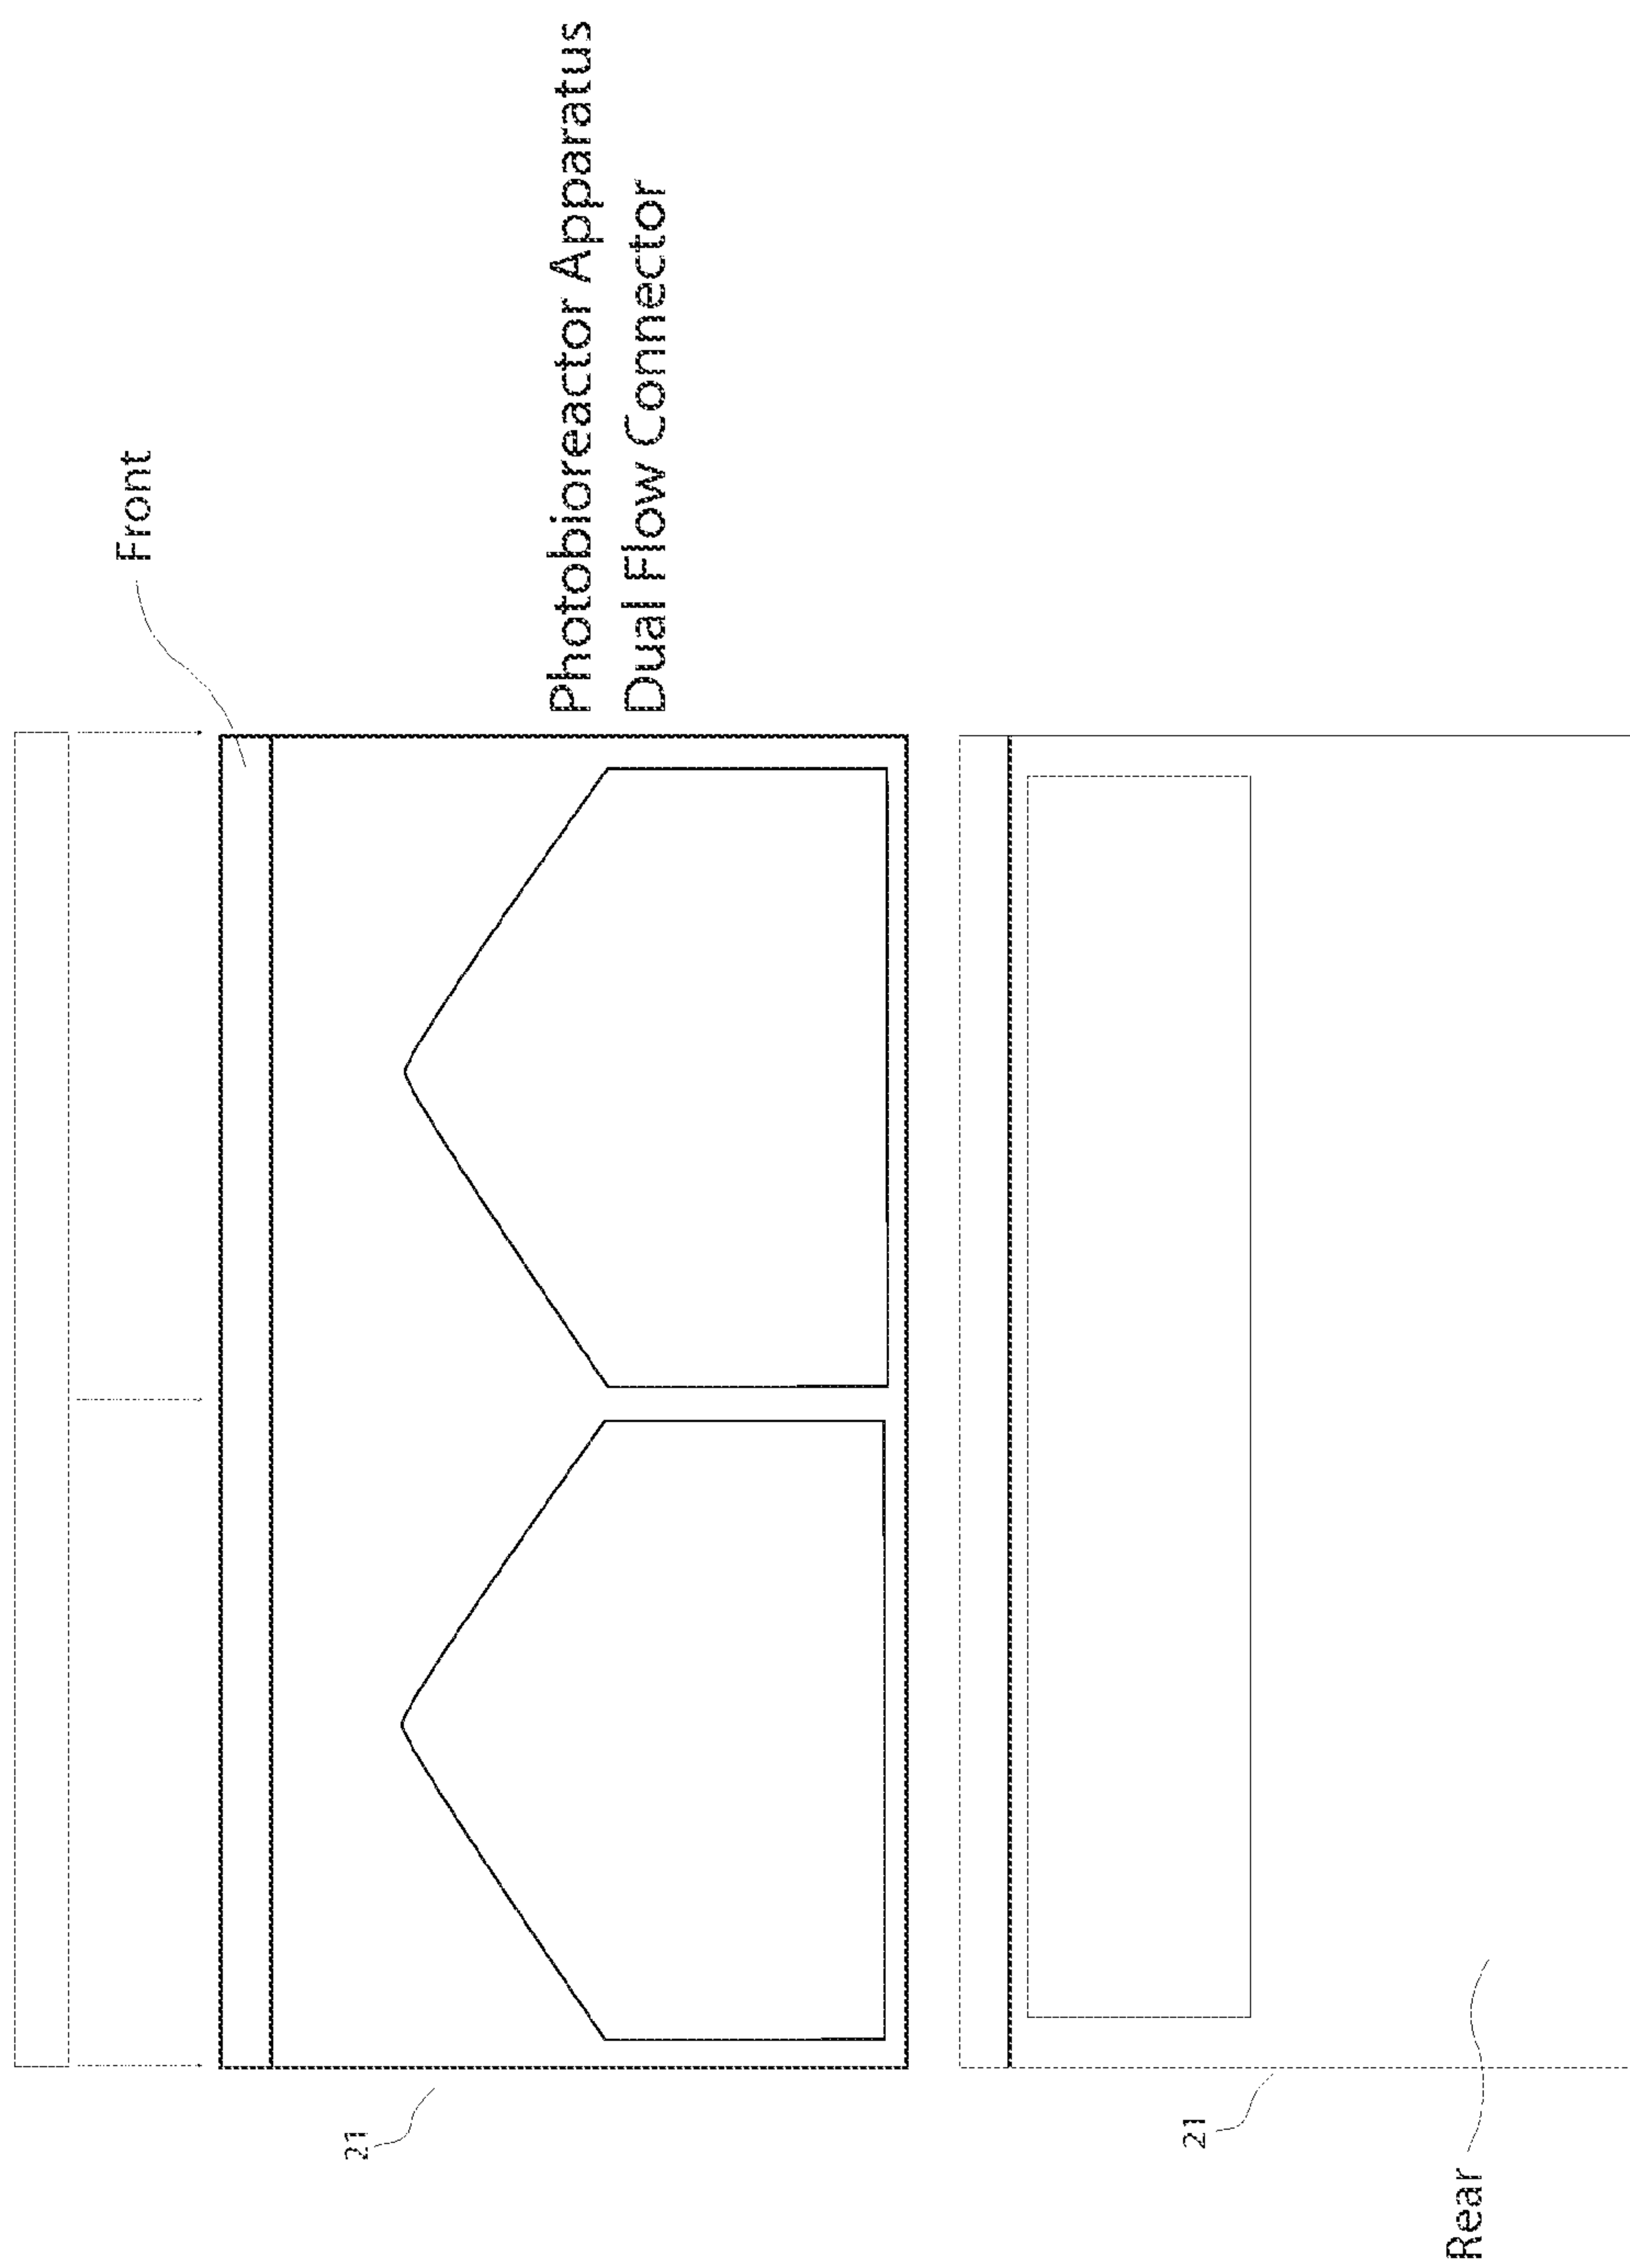 Front
Photobioreactor Apparatus
Dual Flow Connector
21
21
Rear